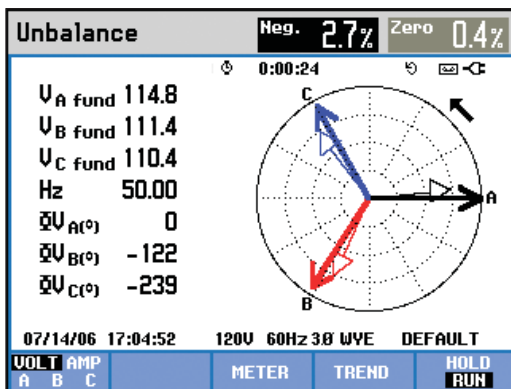 Unbalance Neg. 2.7% Zero 0.4%
0:00:24
VA fund 114.8
VB fund 111.4
VC fund 110.4
Hz 50.00
ΦVA(°) 0
ΦVB(°) -122
ΦVC(°) -239
C
A
B
07/14/06 17:04:52 120V 60Hz 3Ø WYE DEFAULT
VOLT AMP
A B C
METER
TREND
HOLD
RUN